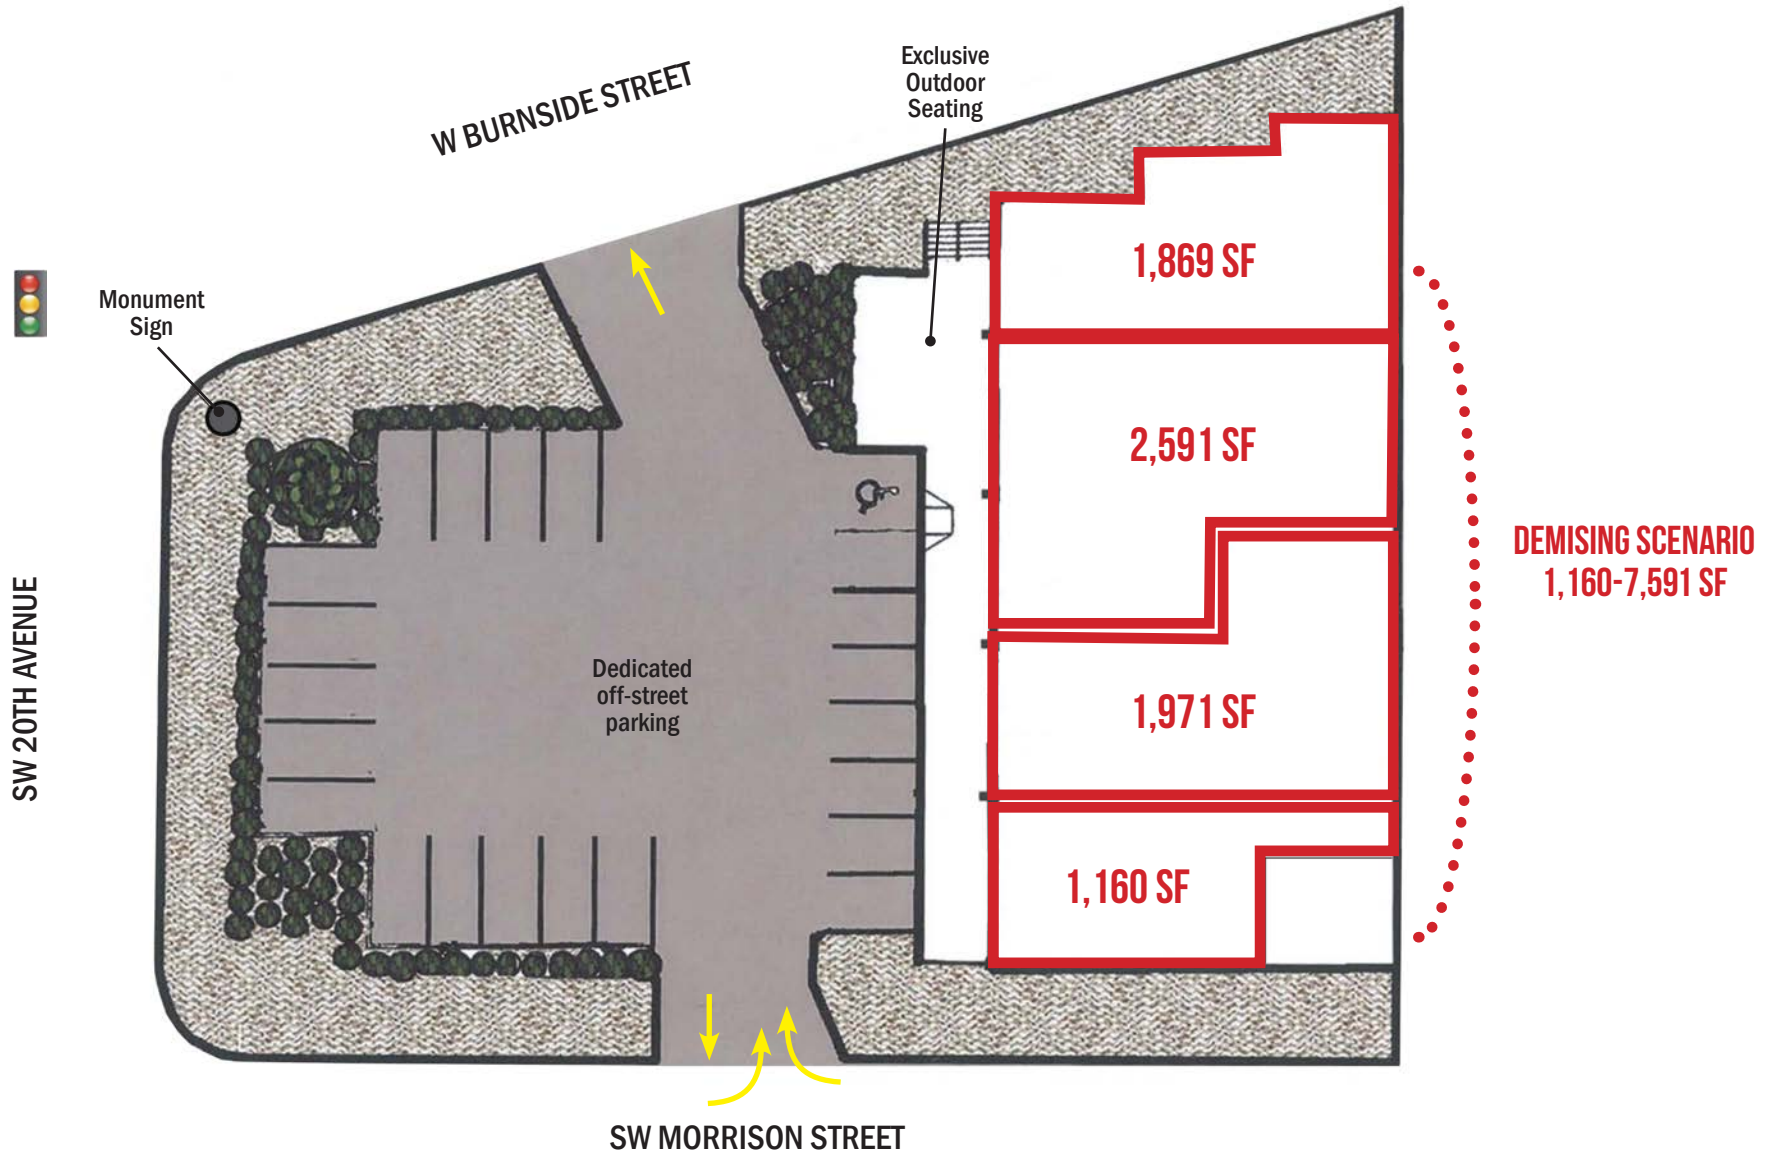 W BURNSIDE STREET
Exclusive
Outdoor
Seating
Monument
Sign
1,869 SF
2,591 SF
DEMISING SCENARIO
1,160-7,591 SF
SW 20TH AVENUE
Dedicated
off-street
parking
1,971 SF
1,160 SF
SW MORRISON STREET